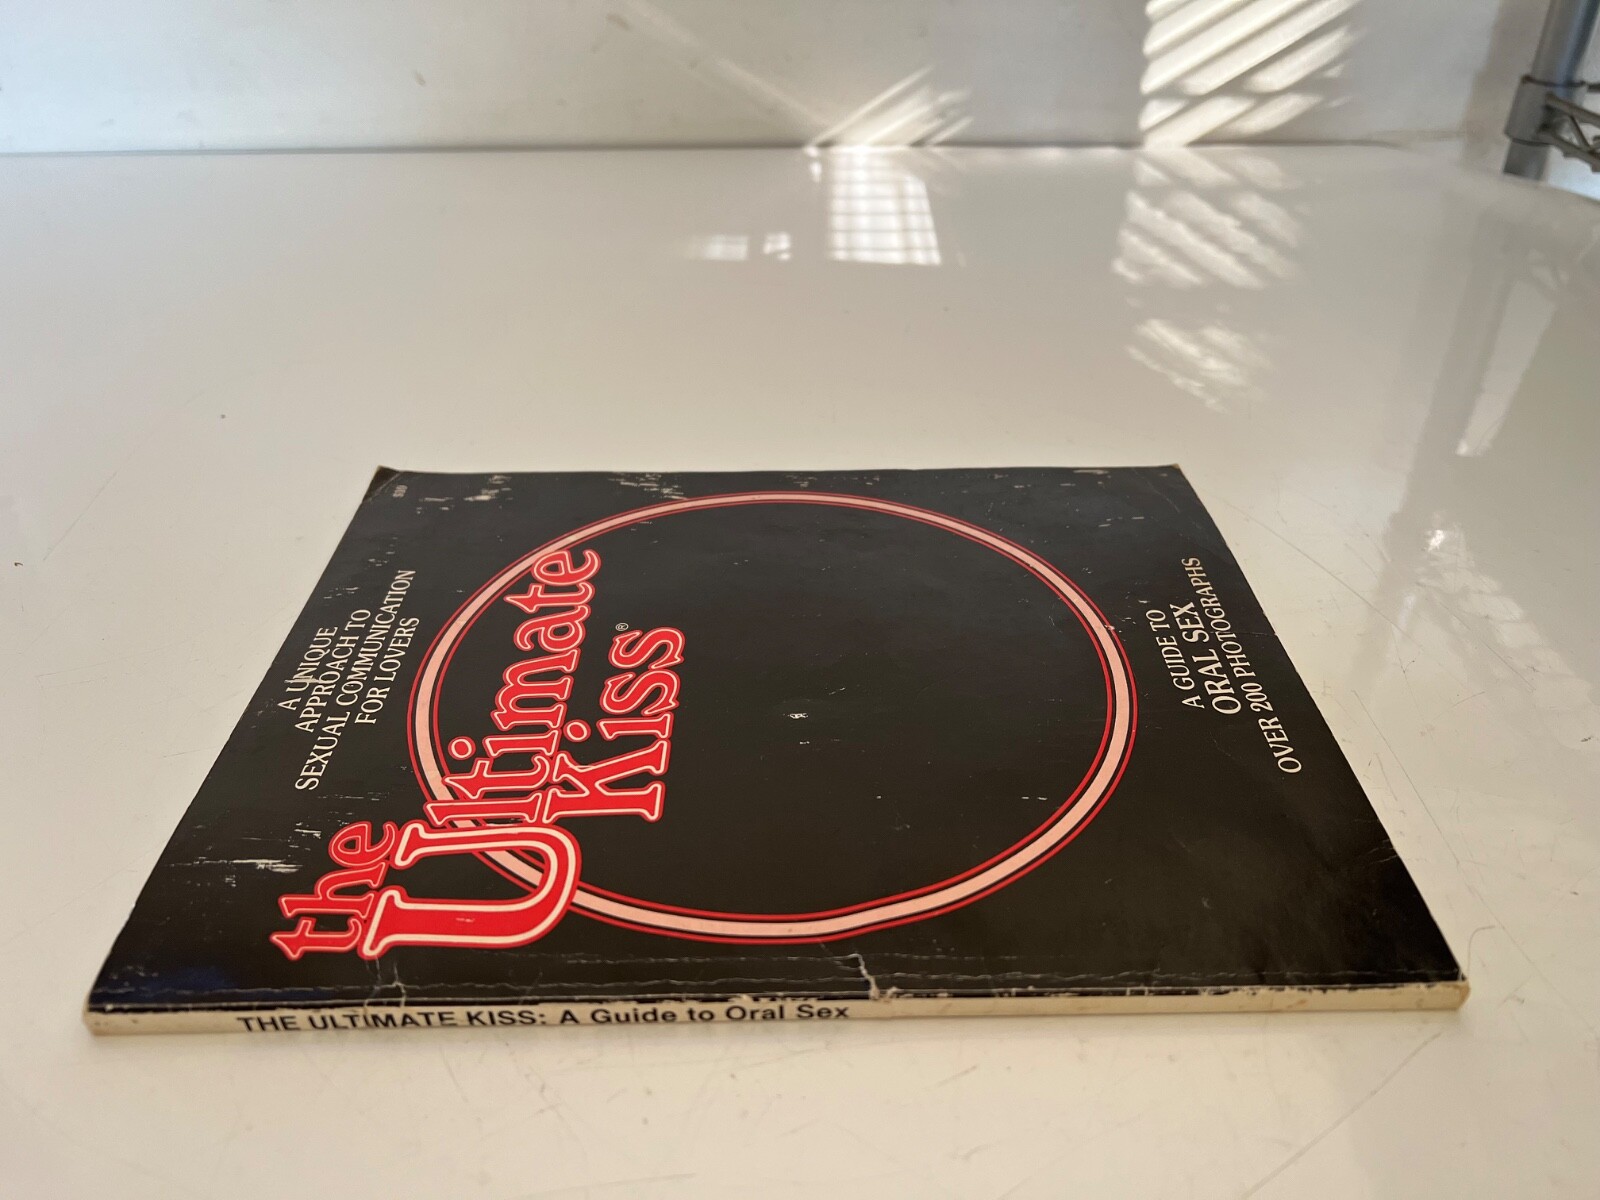 A UNIQUE
APPROACH TO
SEXUAL COMMUNICATION
FOR LOVERS
the
Ultimate
Kiss®
A GUIDE TO
ORAL SEX
OVER 200 PHOTOGRAPHS
THE ULTIMATE KISS: A Guide to Oral Sex